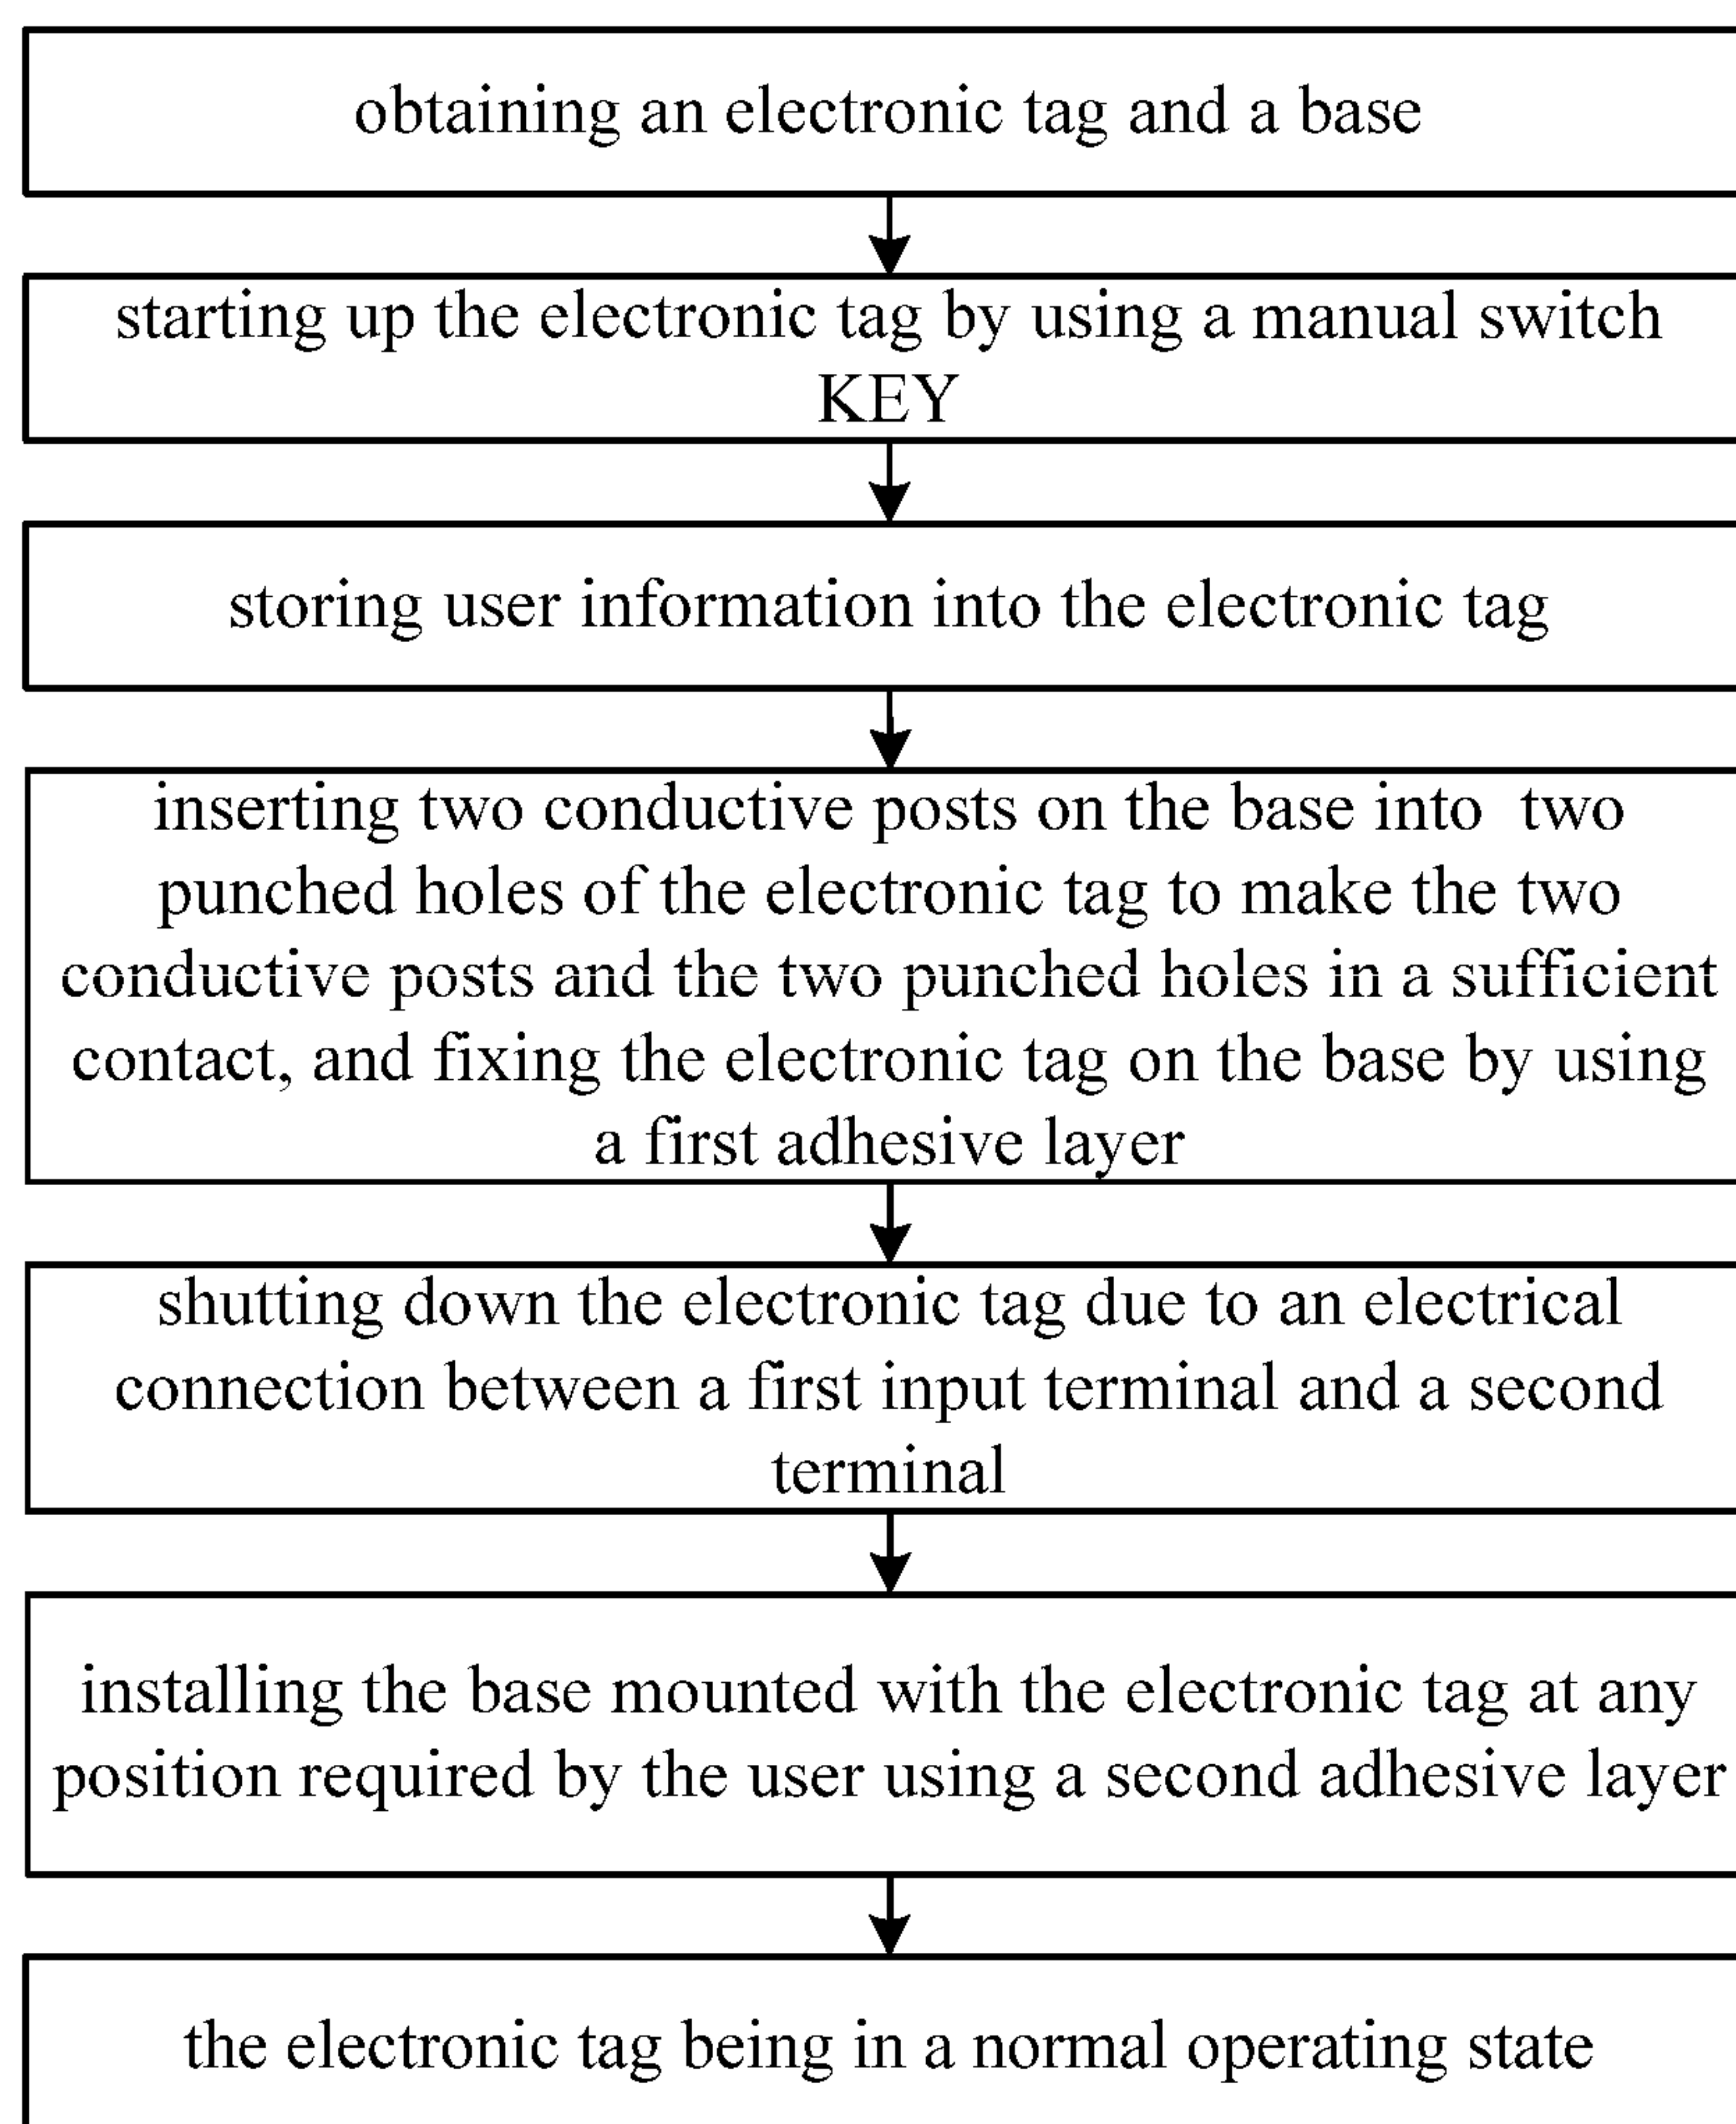 obtaining an electronic tag and a base
starting up the electronic tag by using a manual switch
KEY
storing user information into the electronic tag
inserting two conductive posts on the base into two
punched holes of the electronic tag to make the two
conductive posts and the two punched holes in a sufficient
contact, and fixing the electronic tag on the base by using
a first adhesive layer
shutting down the electronic tag due to an electrical
connection between a first input terminal and a second
terminal
installing the base mounted with the electronic tag at any
position required by the user using a second adhesive layer
the electronic tag being in a normal operating state